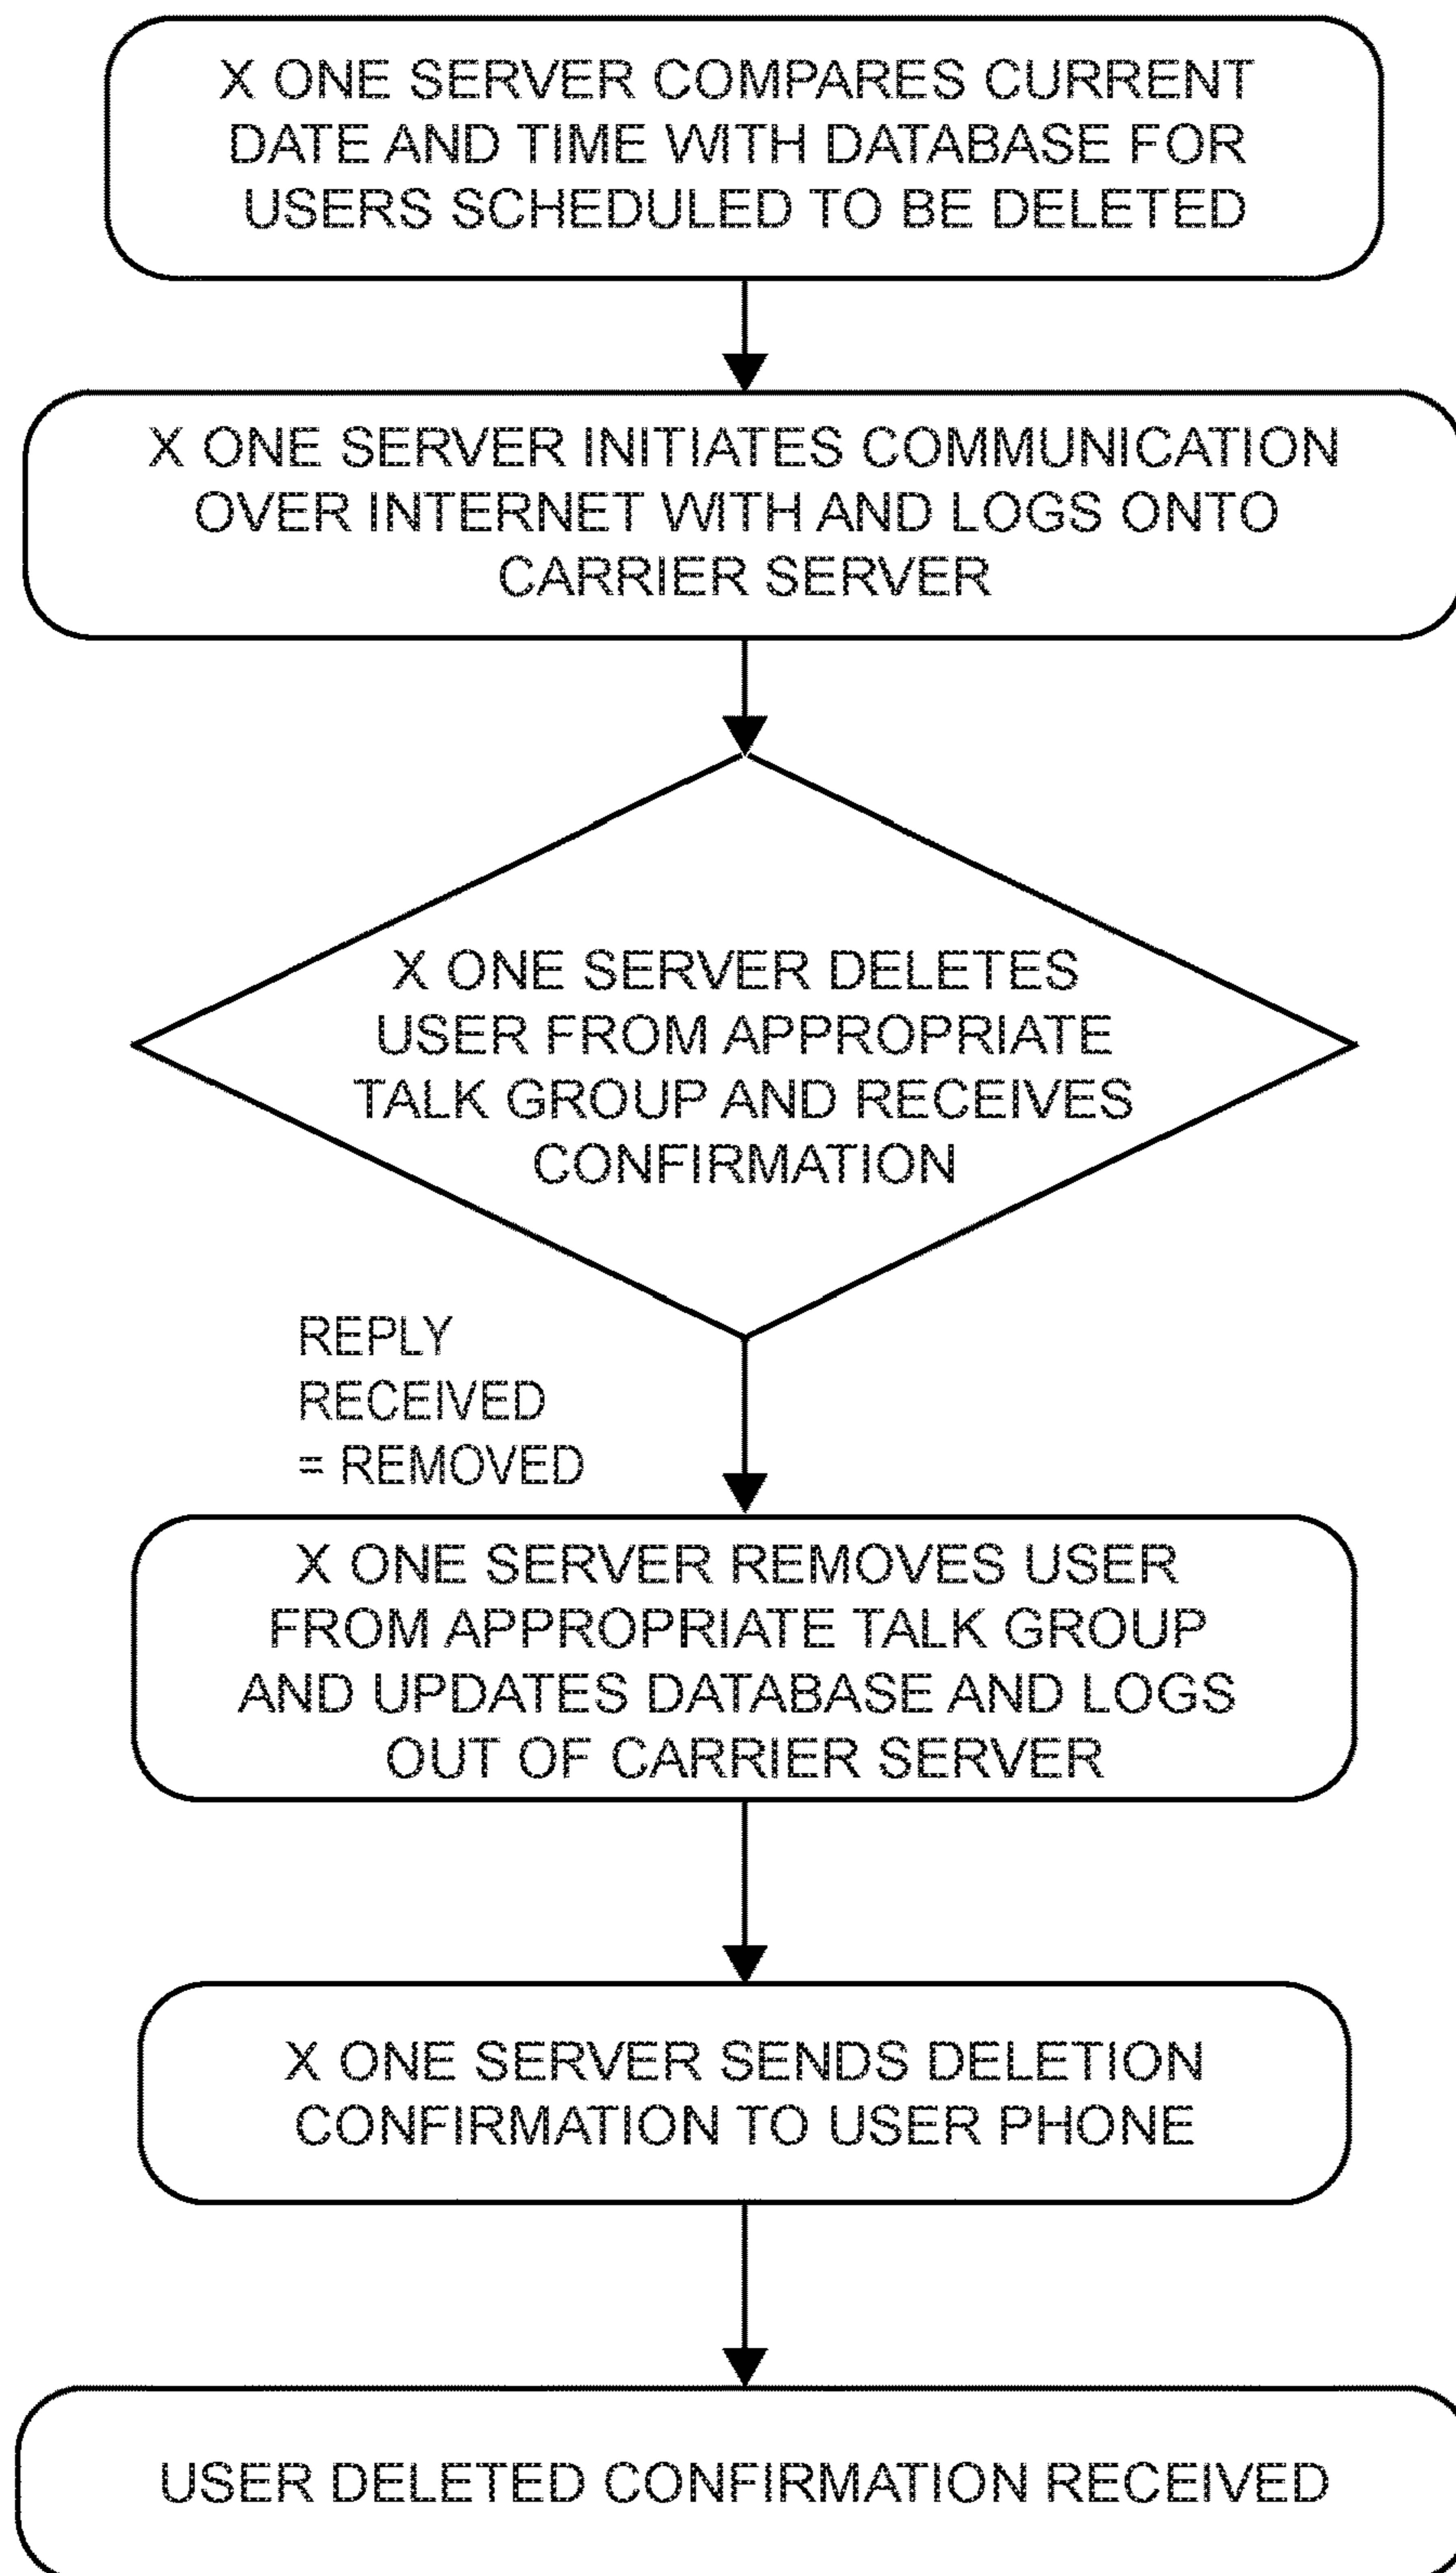 X ONE SERVER COMPARES CURRENT
DATE AND TIME WITH DATABASE FOR
USERS SCHEDULED TO BE DELETED
X ONE SERVER INITIATES COMMUNICATION
OVER INTERNET WITH AND LOGS ONTO
CARRIER SERVER
X ONE SERVER DELETES
USER FROM APPROPRIATE
TALK GROUP AND RECEIVES
CONFIRMATION
REPLY
RECEIVED
= REMOVED
X ONE SERVER REMOVES USER
FROM APPROPRIATE TALK GROUP
AND UPDATES DATABASE AND LOGS
OUT OF CARRIER SERVER
X ONE SERVER SENDS DELETION
CONFIRMATION TO USER PHONE
USER DELETED CONFIRMATION RECEIVED